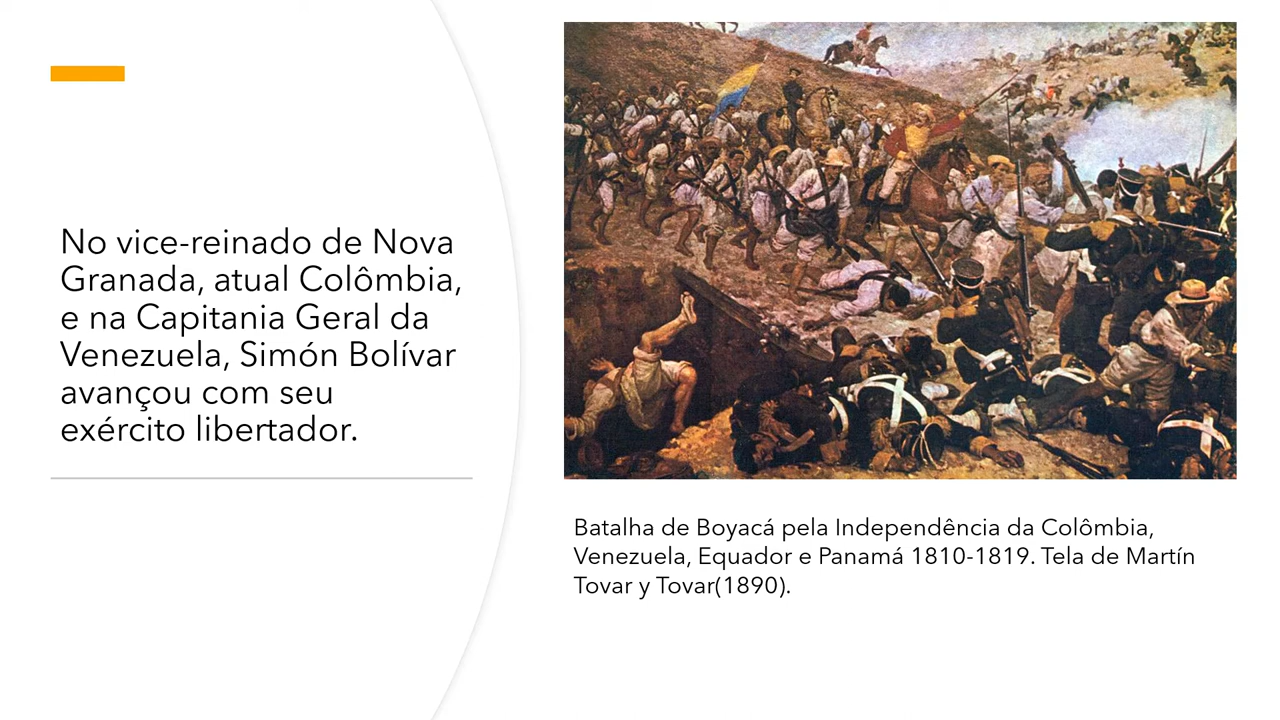 No vice-reinado de Nova
Granada, atual Colômbia,
e na Capitania Geral da
Venezuela, Simón Bolívar
avançou com seu
exército libertador.
Batalha de Boyacá pela Independência da Colômbia,
Venezuela, Equador e Panamá 1810-1819. Tela de Martín
Tovar y Tovar(1890).